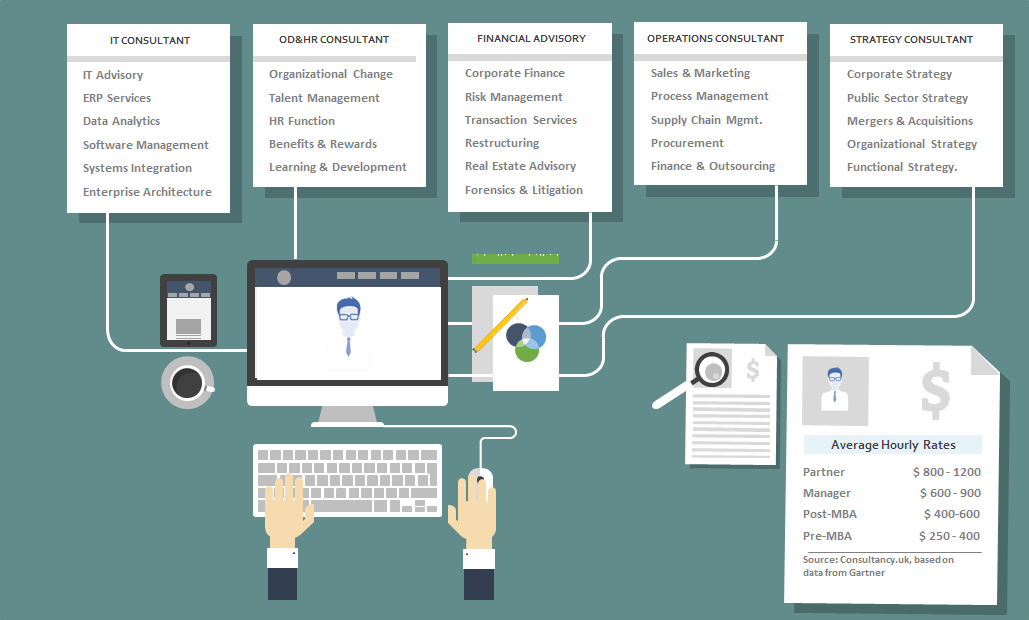 IT CONSULTANT
IT Advisory
ERP Services
Data Analytics
Software Management
Systems Integration
Enterprise Architecture
OD&HR CONSULTANT
Organizational Change
Talent Management
HR Function
Benefits & Rewards
Learning & Development
FINANCIAL ADVISORY
Corporate Finance
Risk Management
Transaction Services
Restructuring
Real Estate Advisory
Forensics & Litigation
OPERATIONS CONSULTANT
Sales & Marketing
Process Management
Supply Chain Mgmt.
Procurement
Finance & Outsourcing
STRATEGY CONSULTANT
Corporate Strategy
Public Sector Strategy
Mergers & Acquisitions
Organizational Strategy
Functional Strategy.
$
$
Average Hourly Rates
Partner $ 800 - 1200
Manager $ 600 - 900
Post-MBA $ 400-600
Pre-MBA $ 250 - 400
Source: Consultancy.uk, based on
data from Gartner